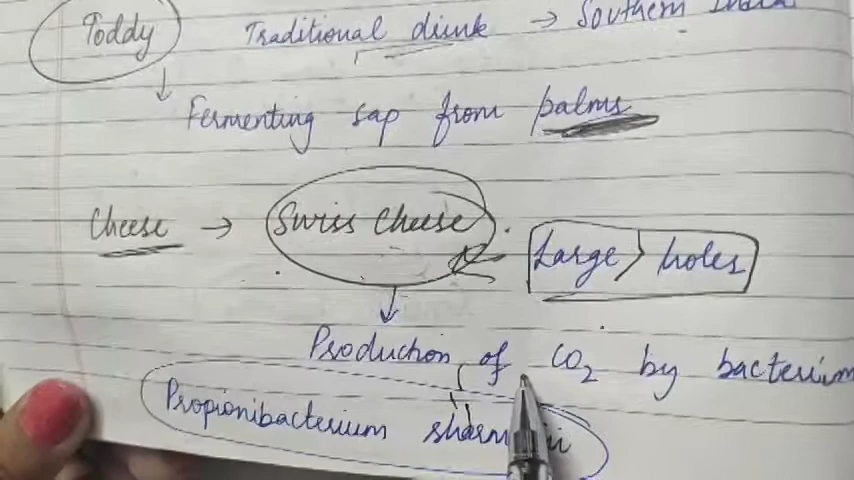 Toddy Traditional drink → Southern India
↓
Fermenting sap from palms
Cheese → Swiss Cheese. ← Large holes
↓
Production of CO2 by bacterium
Propionibacterium